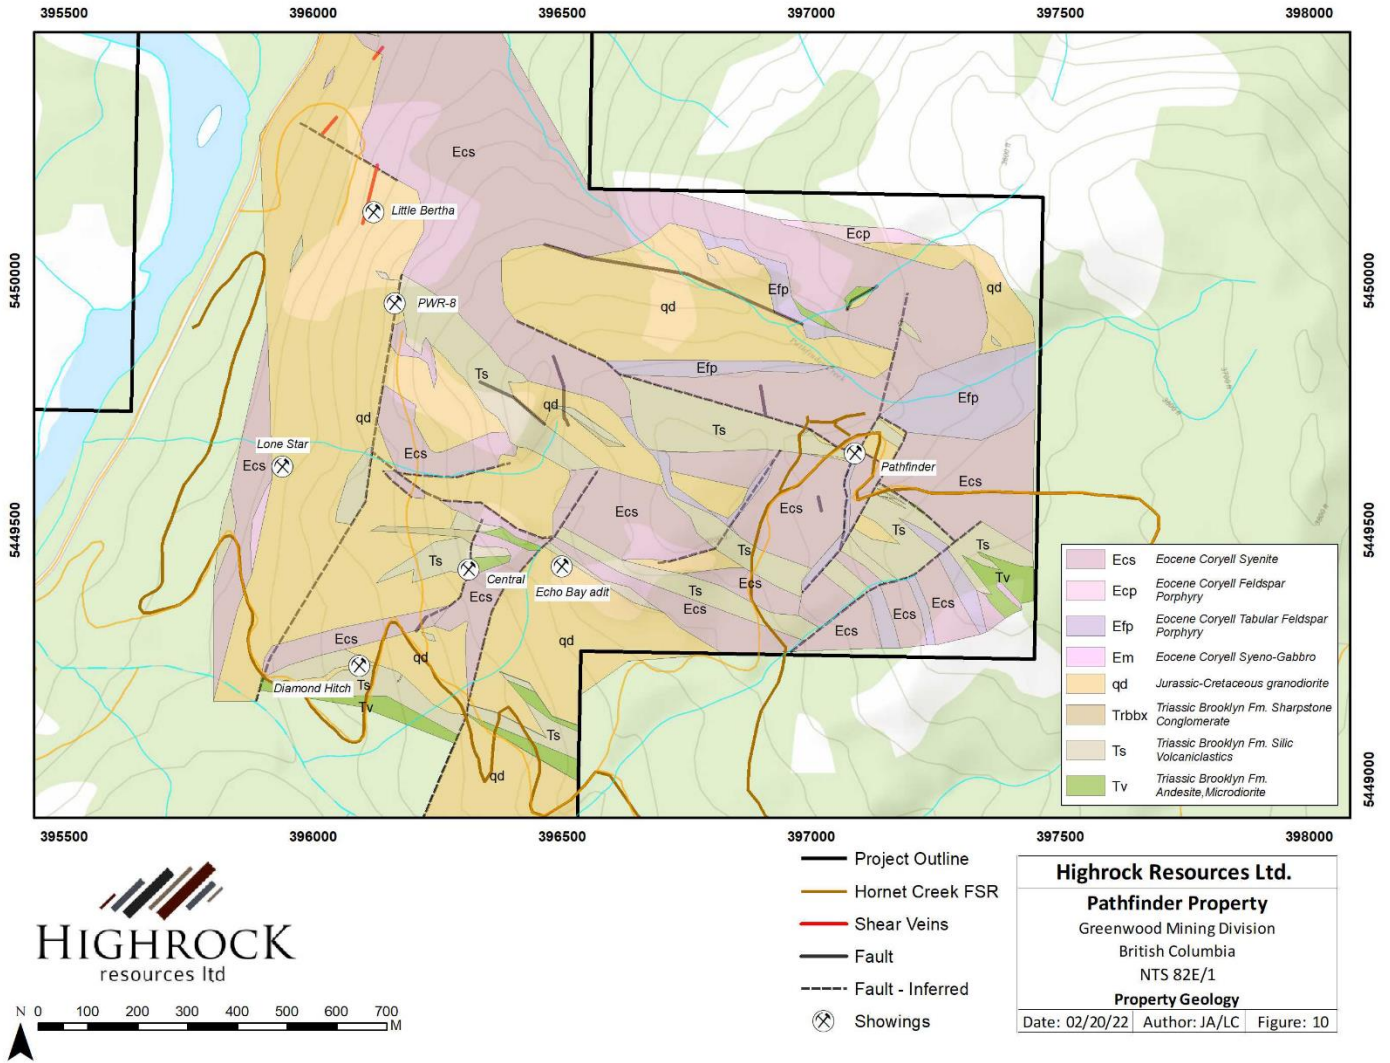 395500 396000 396500 397000 397500 398000
5450000
5449500
5450000
5449500
5449000
Ecs
Little Bertha
Ecp
PWR-8
qd
Efp
qd
Ts
Efp
Efp
qd
qd
Ts
Lone Star
Ecs
Ecs
Pathfinder
Ecs
Ecs
Ecs
Ts
Ts
Ts
Ts
Central
Echo Bay adit
Ecs
Ts
Tv
Ecs
Ecs
Ecs
Ecs
Ecs
Ecs
qd
qd
Diamond Hitch
Ts
Tv
Ts
qd
Ecs Eocene Coryell Syenite
Ecp Eocene Coryell Feldspar
Porphyry
Efp Eocene Coryell Tabular Feldspar
Porphyry
Em Eocene Coryell Syeno-Gabbro
qd Jurassic-Cretaceous granodiorite
Trbbx Triassic Brooklyn Fm. Sharpstone
Conglomerate
Ts Triassic Brooklyn Fm. Silic
Volcaniclastics
Tv Triassic Brooklyn Fm.
Andesite,Microdiorite
395500 396000 396500 397000 397500 398000
HIGHROCK
resources ltd
N 0 100 200 300 400 500 600 700
M
Project Outline
Hornet Creek FSR
Shear Veins
Fault
Fault - Inferred
Showings
Highrock Resources Ltd.
Pathfinder Property
Greenwood Mining Division
British Columbia
NTS 82E/1
Property Geology
Date: 02/20/22 Author: JA/LC Figure: 10